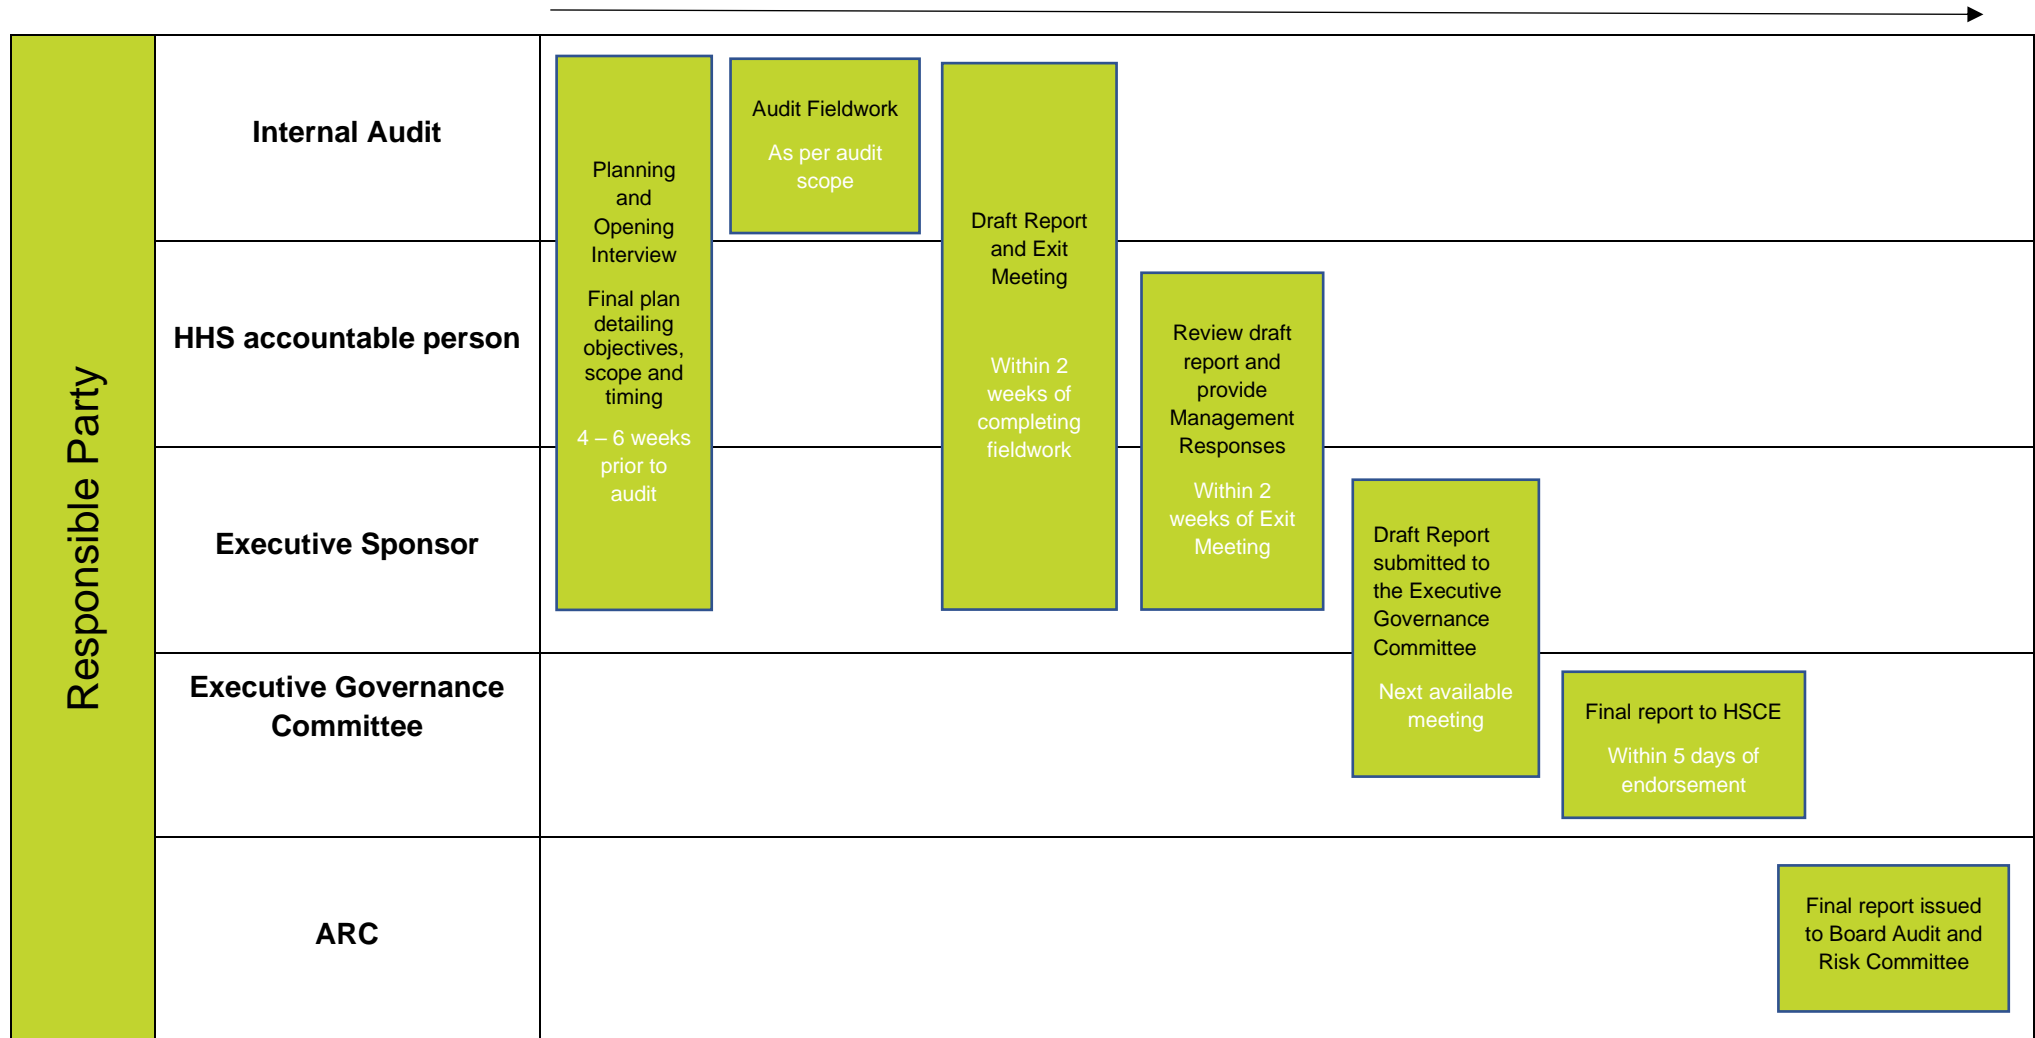 Responsible Party
Internal Audit
HHS accountable person
Executive Sponsor
Executive Governance
Committee
ARC
Planning
and
Opening
Interview
Final plan
detailing
objectives,
scope and
timing
4 – 6 weeks
prior to
audit
Audit Fieldwork
As per audit
scope
Draft Report
and Exit
Meeting
Within 2
weeks of
completing
fieldwork
Review draft
report and
provide
Management
Responses
Within 2
weeks of Exit
Meeting
Draft Report
submitted to
the Executive
Governance
Committee
Next available
meeting
Final report to HSCE
Within 5 days of
endorsement
Final report issued
to Board Audit and
Risk Committee